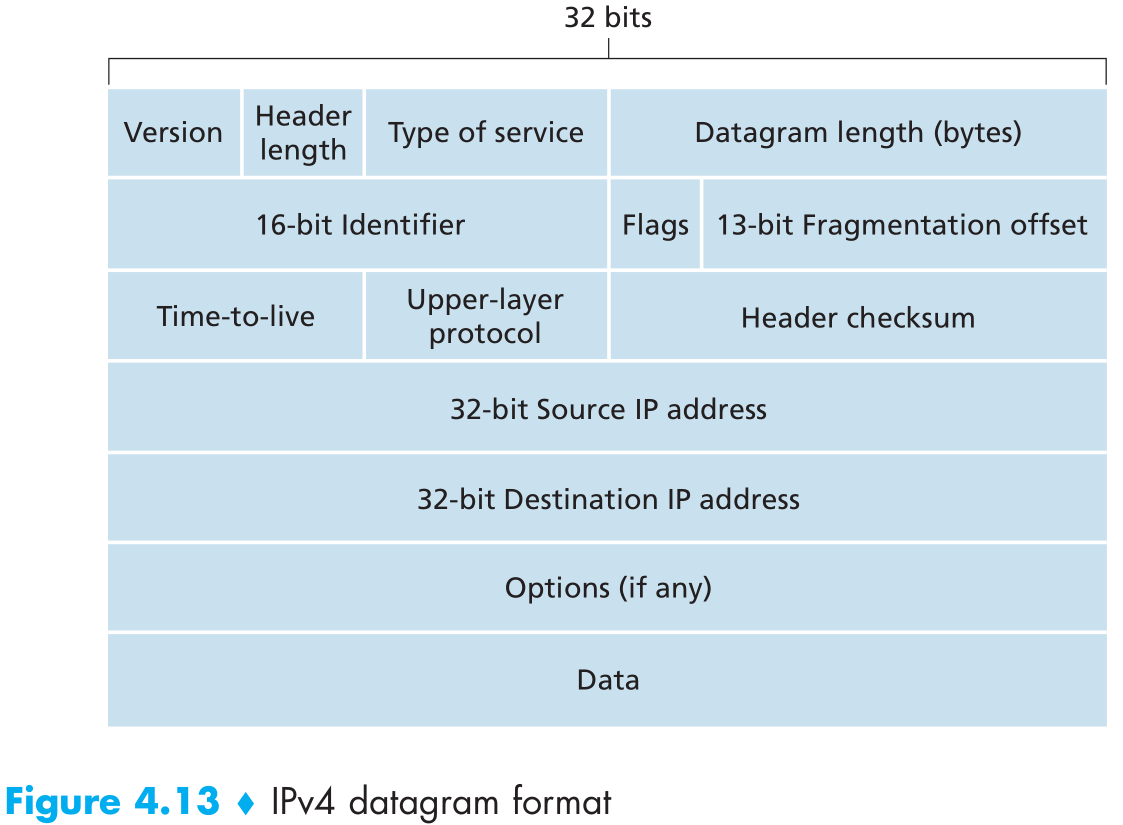 32 bits
Version
Header
length
Type of service
Datagram length (bytes)
16-bit Identifier
Flags
13-bit Fragmentation offset
Time-to-live
Upper-layer
protocol
Header checksum
32-bit Source IP address
32-bit Destination IP address
Options (if any)
Data
Figure 4.13 ♦ IPv4 datagram format